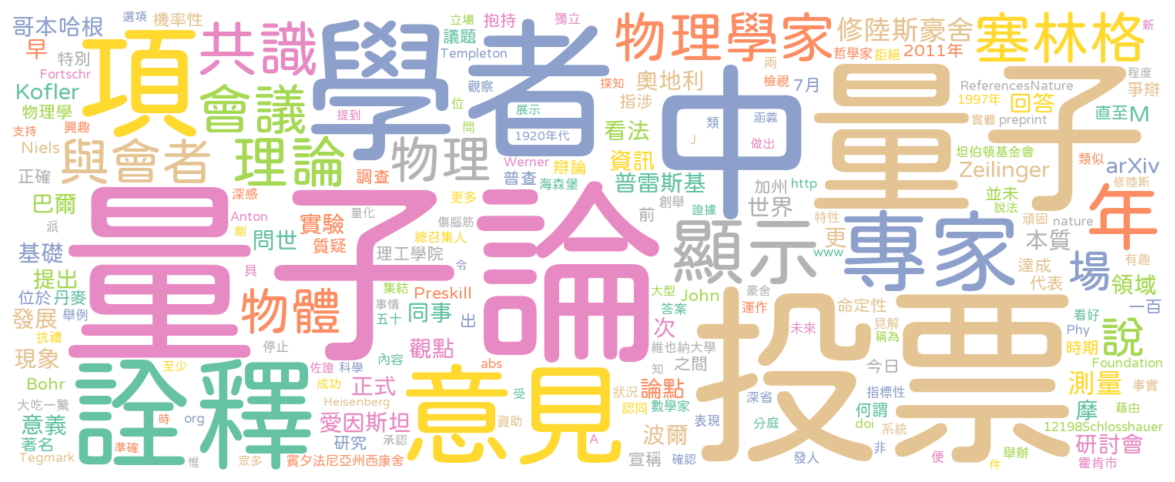 哥本哈根
選項
機率性
立場
抱持
獨立
物理學家
修陸斯豪舍
塞林格
新
早
特別
項
共識
學者
議題
Templeton
哲學家
拒絕
2011年
兩
程度
Fortschr
Kofler
觀察
探知
奧地利
檢視
7月
ReferencesNature
爭辯
物理學
會議
提到
位
展示
指涉
中
類
涵義
量子
1997年
回答
實體
preprint
直至
M
支持
興趣
問
1920年代
看法
J
做出
Niels
與會者
理論
物理
Werner
辯論
資訊
坦伯頓基金會
類似
arXiv
正確
調查
普查
海森堡
普雷斯基
加州
http
Zeilinger
並未
說法
修陸斯
巴爾
深感
量化
更多
創舉
證據
世界
特性
頑固
nature
年
派
Anton
剛
實驗
傷腦筋
前
顯示
www
更
專家
本質
有趣
基礎
問世
質疑
總召集人
量子論
提出
具
理工學院
令
達成
代表
場
領域
位於
丹麥
舉例
物體
集結
Preskill
大型
John
豪舍
命定性
一百
發展
事情
五十
同事
出
答案
運作
看好
抗禮
次
未來
見解
稱為
Phy
時期
說
現象
停止
觀點
維也納大學
投票
今日
內容
之間
至少
佐證
科學
abs
知
Foundation
Bohr
詮釋
成功
正式
意見
受
狀況
論點
深省
指標性
測量
事實
大吃一驚
Heisenberg
認同
數學家
何謂
摩
藉由
意義
org
愛因斯坦
資助
表現
分庭
doi
系統
12198Schlosshauer
著名
時
準確
研究
承認
A
波爾
非
研討會
Tegmark
惟
眾多
賓夕法尼亞州西康舍
宣稱
確認
發人
便
件
舉辦
霍肯市